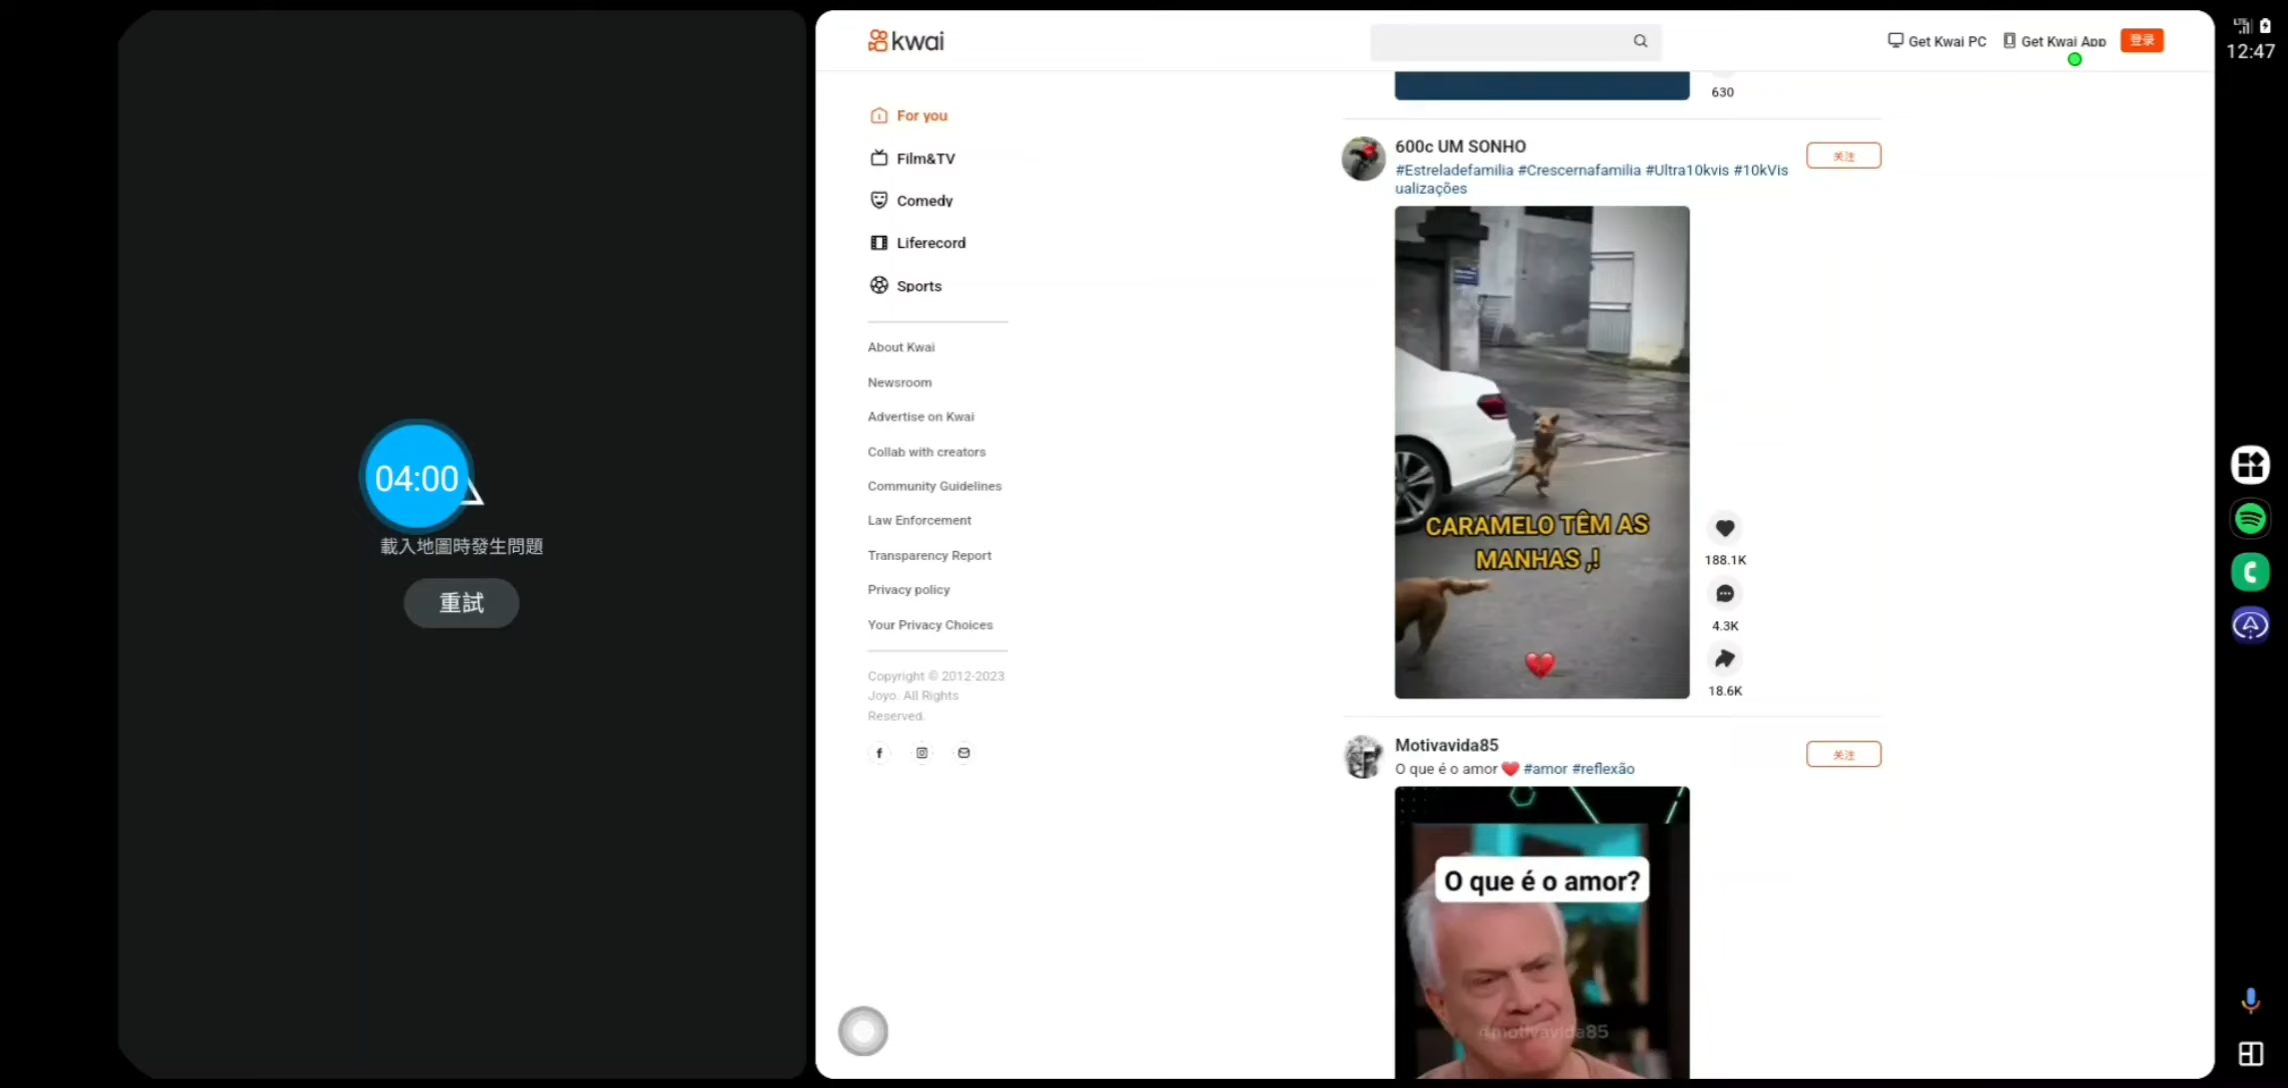 04:00
載入地圖時發生問題
重試
kwai
Get Kwai PC
Get Kwai App
登录
12:47
LTE
For you
Film&TV
Comedy
Liferecord
Sports
About Kwai
Newsroom
Advertise on Kwai
Collab with creators
Community Guidelines
Law Enforcement
Transparency Report
Privacy policy
Your Privacy Choices
Copyright © 2012-2023
Joyo. All Rights
Reserved.
630
600c UM SONHO
#Estreladefamilia #Crescernafamilia #Ultra10kvis #10kVis
ualizações
关注
CARAMELO TÊM AS
MANHAS ,!
188.1K
4.3K
18.6K
Motivavida85
O que é o amor ❤️ #amor #reflexão
关注
O que é o amor?
@motivavida85